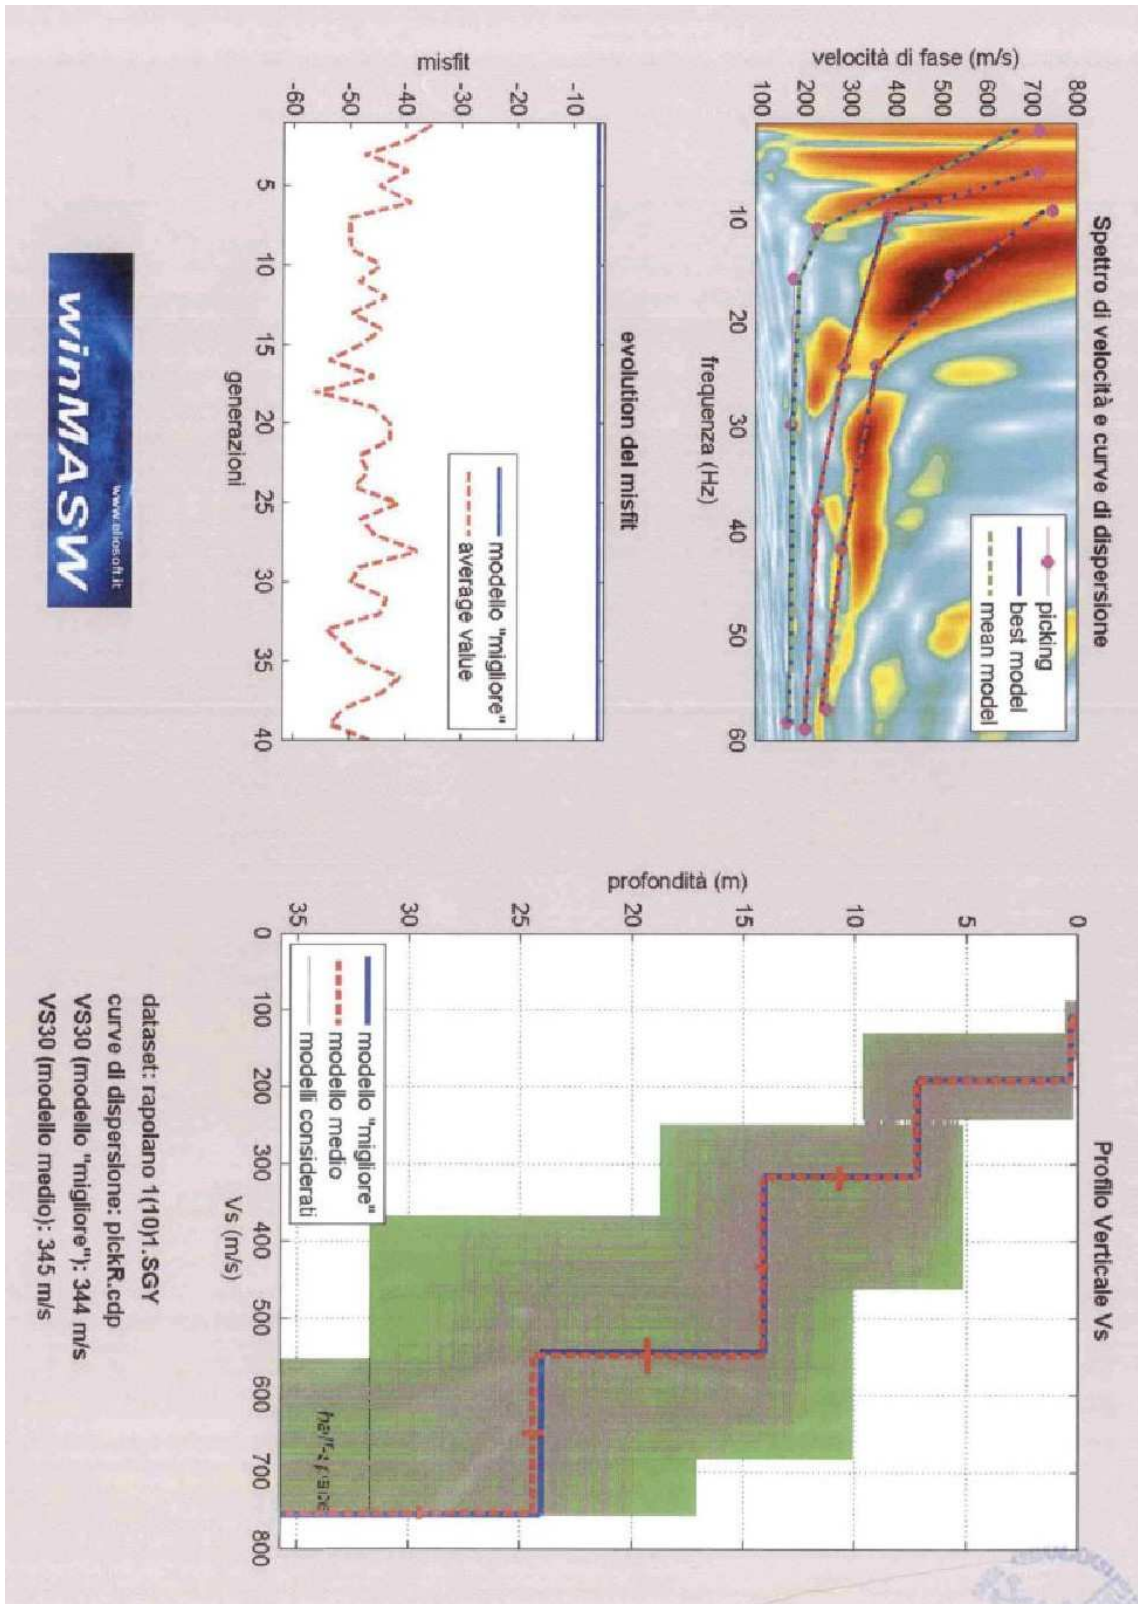 Spettro di velocità e curve di dispersione
velocità di fase (m/s)
800
700
600
500
400
300
200
100
10
20
30
40
50
60
frequenza (Hz)
picking
best model
mean model
evolution del misfit
misfit
-10
-20
-30
-40
-50
-60
5
10
15
20
25
30
35
40
generazioni
modello "migliore"
average value
www.eliosoft.it
winMASW
Profilo Verticale Vs
profondità (m)
0
5
10
15
20
25
30
35
0
100
200
300
400
500
600
700
800
Vs (m/s)
modello "migliore"
modello medio
modelli considerati
half-space
dataset: rapolano 1(10)1.SGY
curve di dispersione: pickR.cdp
VS30 (modello "migliore"): 344 m/s
VS30 (modello medio): 345 m/s